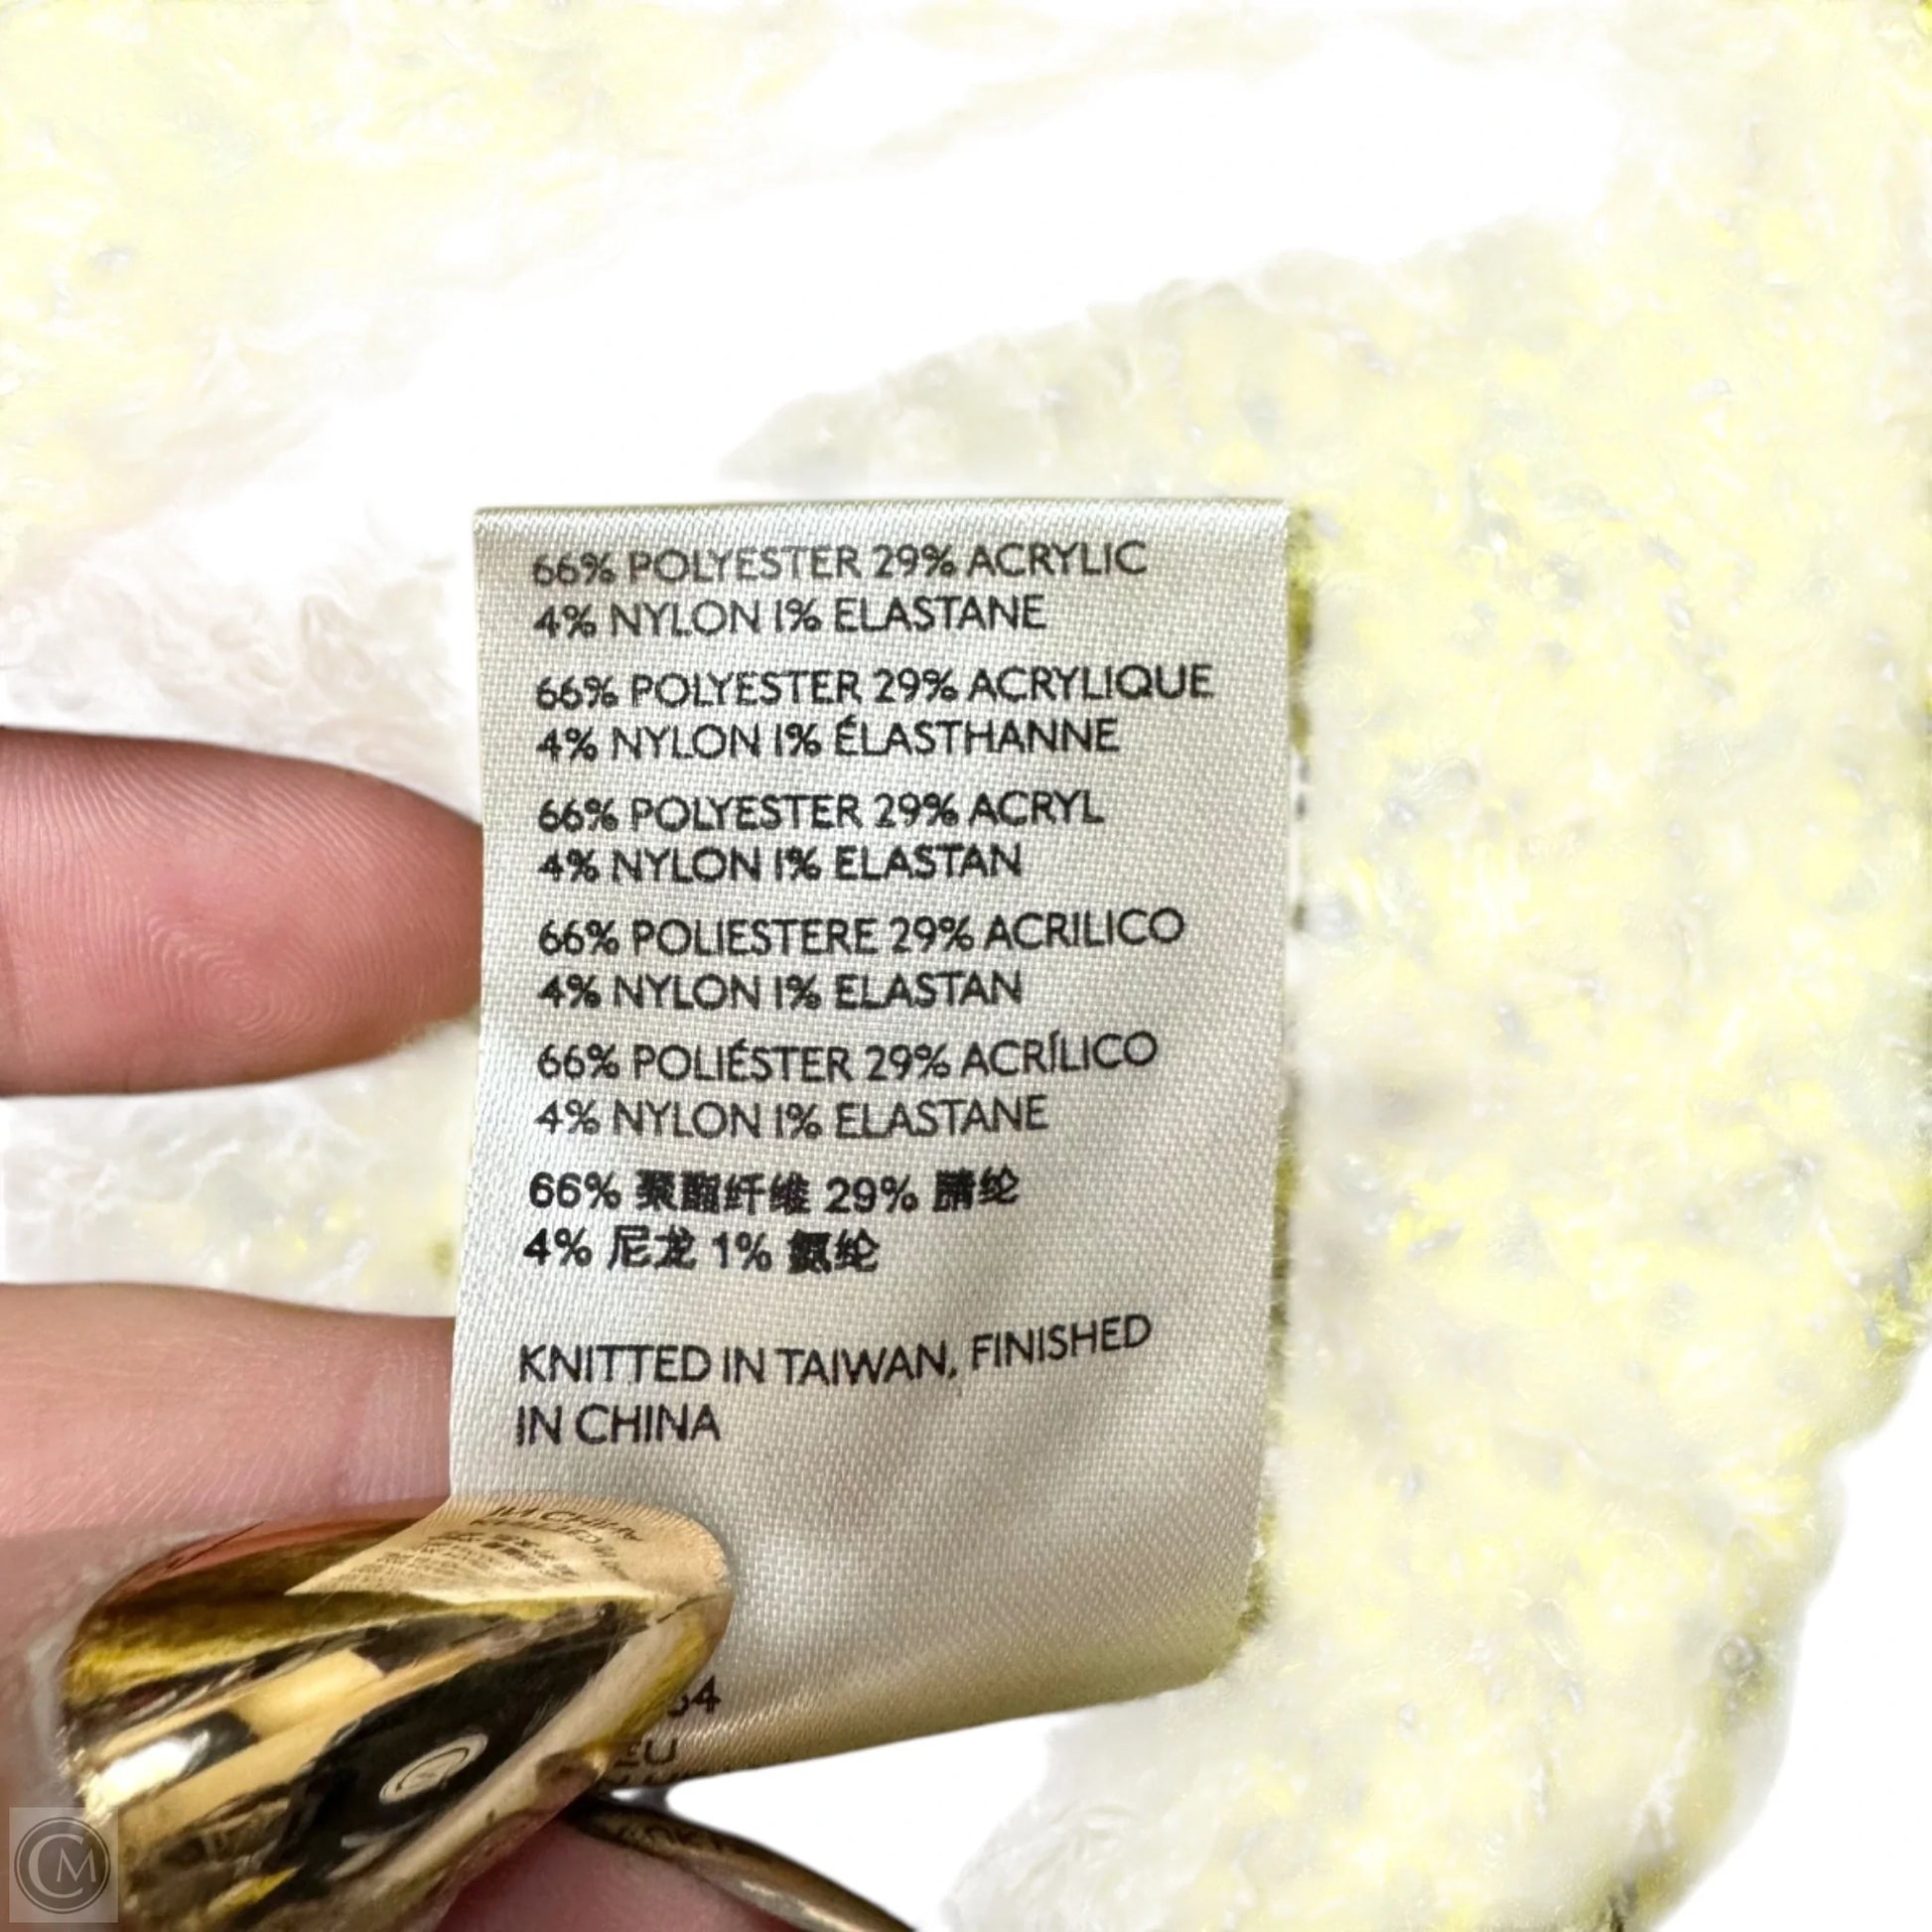 66% POLYESTER 29% ACRYLIC
4% NYLON 1% ELASTANE
66% POLYESTER 29% ACRYLIQUE
4% NYLON 1% ÉLASTHANNE
66% POLYESTER 29% ACRYL
4% NYLON 1% ELASTAN
66% POLIESTERE 29% ACRILICO
4% NYLON 1% ELASTAN
66% POLIÉSTER 29% ACRÍLICO
4% NYLON 1% ELASTANE
66% 聚酯纤维 29% 腈纶
4% 尼龙 1% 氨纶
KNITTED IN TAIWAN, FINISHED
IN CHINA
CM